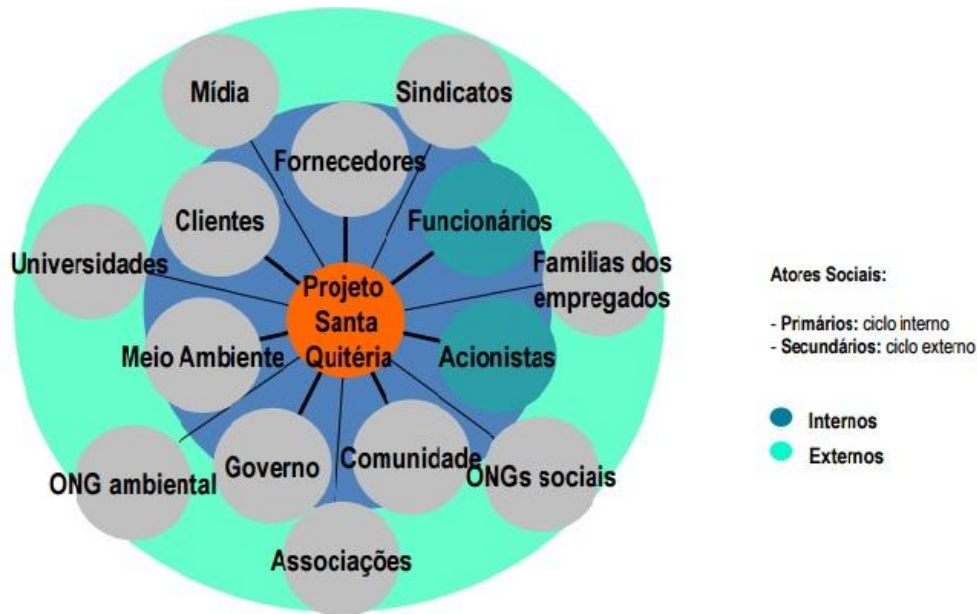 Mídia
Sindicatos
Fornecedores
Clientes
Funcionários
Universidades
Familias dos
empregados
Projeto
Santa
Quitéria
Meio Ambiente
Acionistas
ONG ambiental
Governo
Comunidade
ONGs sociais
Associações
Atores Sociais:
- Primários: ciclo interno
- Secundários: ciclo externo
Internos
Externos